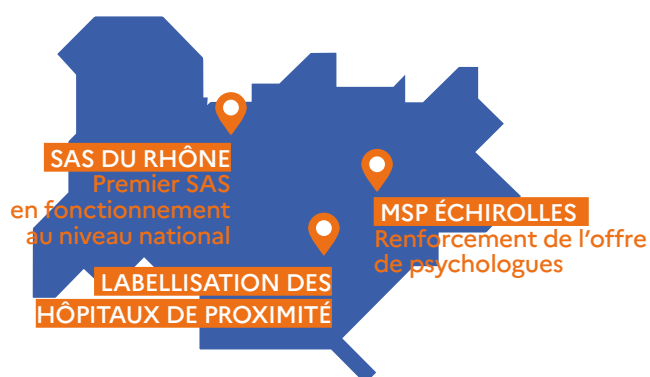 SAS DU RHÔNE
Premier SAS
en fonctionnement
au niveau national
MSP ÉCHIROLLES
Renforcement de l'offre
de psychologues
LABELLISATION DES
HÔPITAUX DE PROXIMITÉ